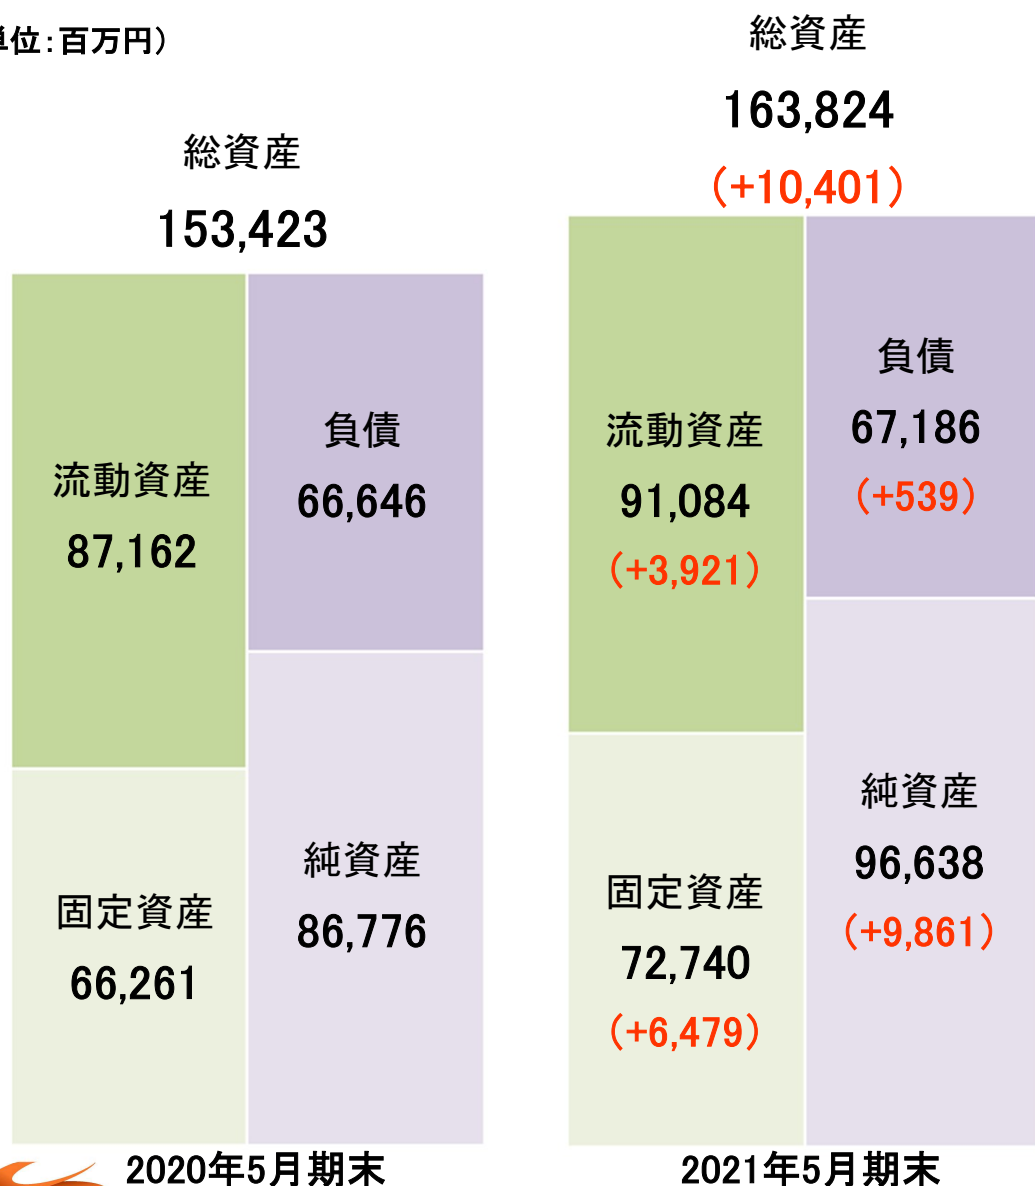 単位:百万円）
総資産
153,423
流動資産
87,162
負債
66,646
固定資産
66,261
純資産
86,776
2020年5月期末
総資産
163,824
（+10,401）
流動資産
91,084
（+3,921）
負債
67,186
（+539）
固定資産
72,740
（+6,479）
純資産
96,638
（+9,861）
2021年5月期末